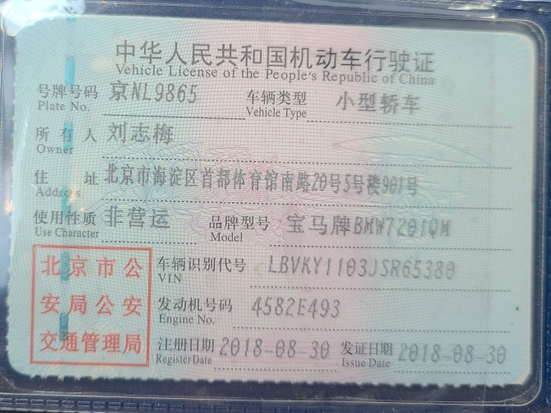 中华人民共和国机动车行驶证
Vehicle License of the People's Republic of China
号牌号码 京NL9865 车辆类型 小型轿车
Plate No. Vehicle Type
所有人 刘志梅
Owner
住址 北京市海淀区首都体育馆南路20号5号楼901号
Address
使用性质 非营运 品牌型号 宝马牌BMW7201QM
Use Character Model
北京市公安局公安交通管理局
车辆识别代号 LBVKY1103JSR65380
VIN
发动机号码 4582E493
Engine No.
注册日期 2018-08-30 发证日期 2018-08-30
Register Date Issue Date